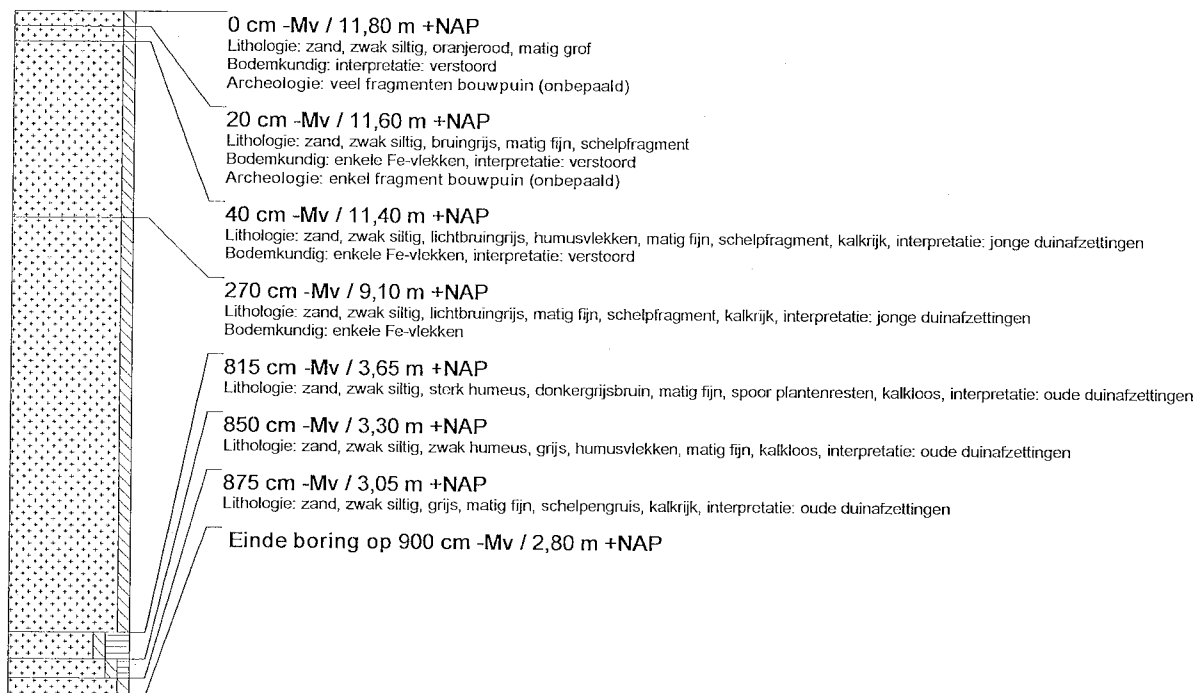 0 cm -Mv / 11,80 m +NAP
Lithologie: zand, zwak siltig, oranjerood, matig grof
Bodemkundig: interpretatie: verstoord
Archeologie: veel fragmenten bouwpuin (onbepaald)
20 cm -Mv / 11,60 m +NAP
Lithologie: zand, zwak siltig, bruingrijs, matig fijn, schelpfragment
Bodemkundig: enkele Fe-vlekken, interpretatie: verstoord
Archeologie: enkel fragment bouwpuin (onbepaald)
40 cm -Mv / 11,40 m +NAP
Lithologie: zand, zwak siltig, lichtbruingrijs, humusvlekken, matig fijn, schelpfragment, kalkrijk, interpretatie: jonge duinafzettingen
Bodemkundig: enkele Fe-vlekken, interpretatie: verstoord
270 cm -Mv / 9,10 m +NAP
Lithologie: zand, zwak siltig, lichtbruingrijs, matig fijn, schelpfragment, kalkrijk, interpretatie: jonge duinafzettingen
Bodemkundig: enkele Fe-vlekken
815 cm -Mv / 3,65 m +NAP
Lithologie: zand, zwak siltig, sterk humeus, donkergrijsbruin, matig fijn, spoor plantenresten, kalkloos, interpretatie: oude duinafzettingen
850 cm -Mv / 3,30 m +NAP
Lithologie: zand, zwak siltig, zwak humeus, grijs, humusvlekken, matig fijn, kalkloos, interpretatie: oude duinafzettingen
875 cm -Mv / 3,05 m +NAP
Lithologie: zand, zwak siltig, grijs, matig fijn, schelpengruis, kalkrijk, interpretatie: oude duinafzettingen
Einde boring op 900 cm -Mv / 2,80 m +NAP